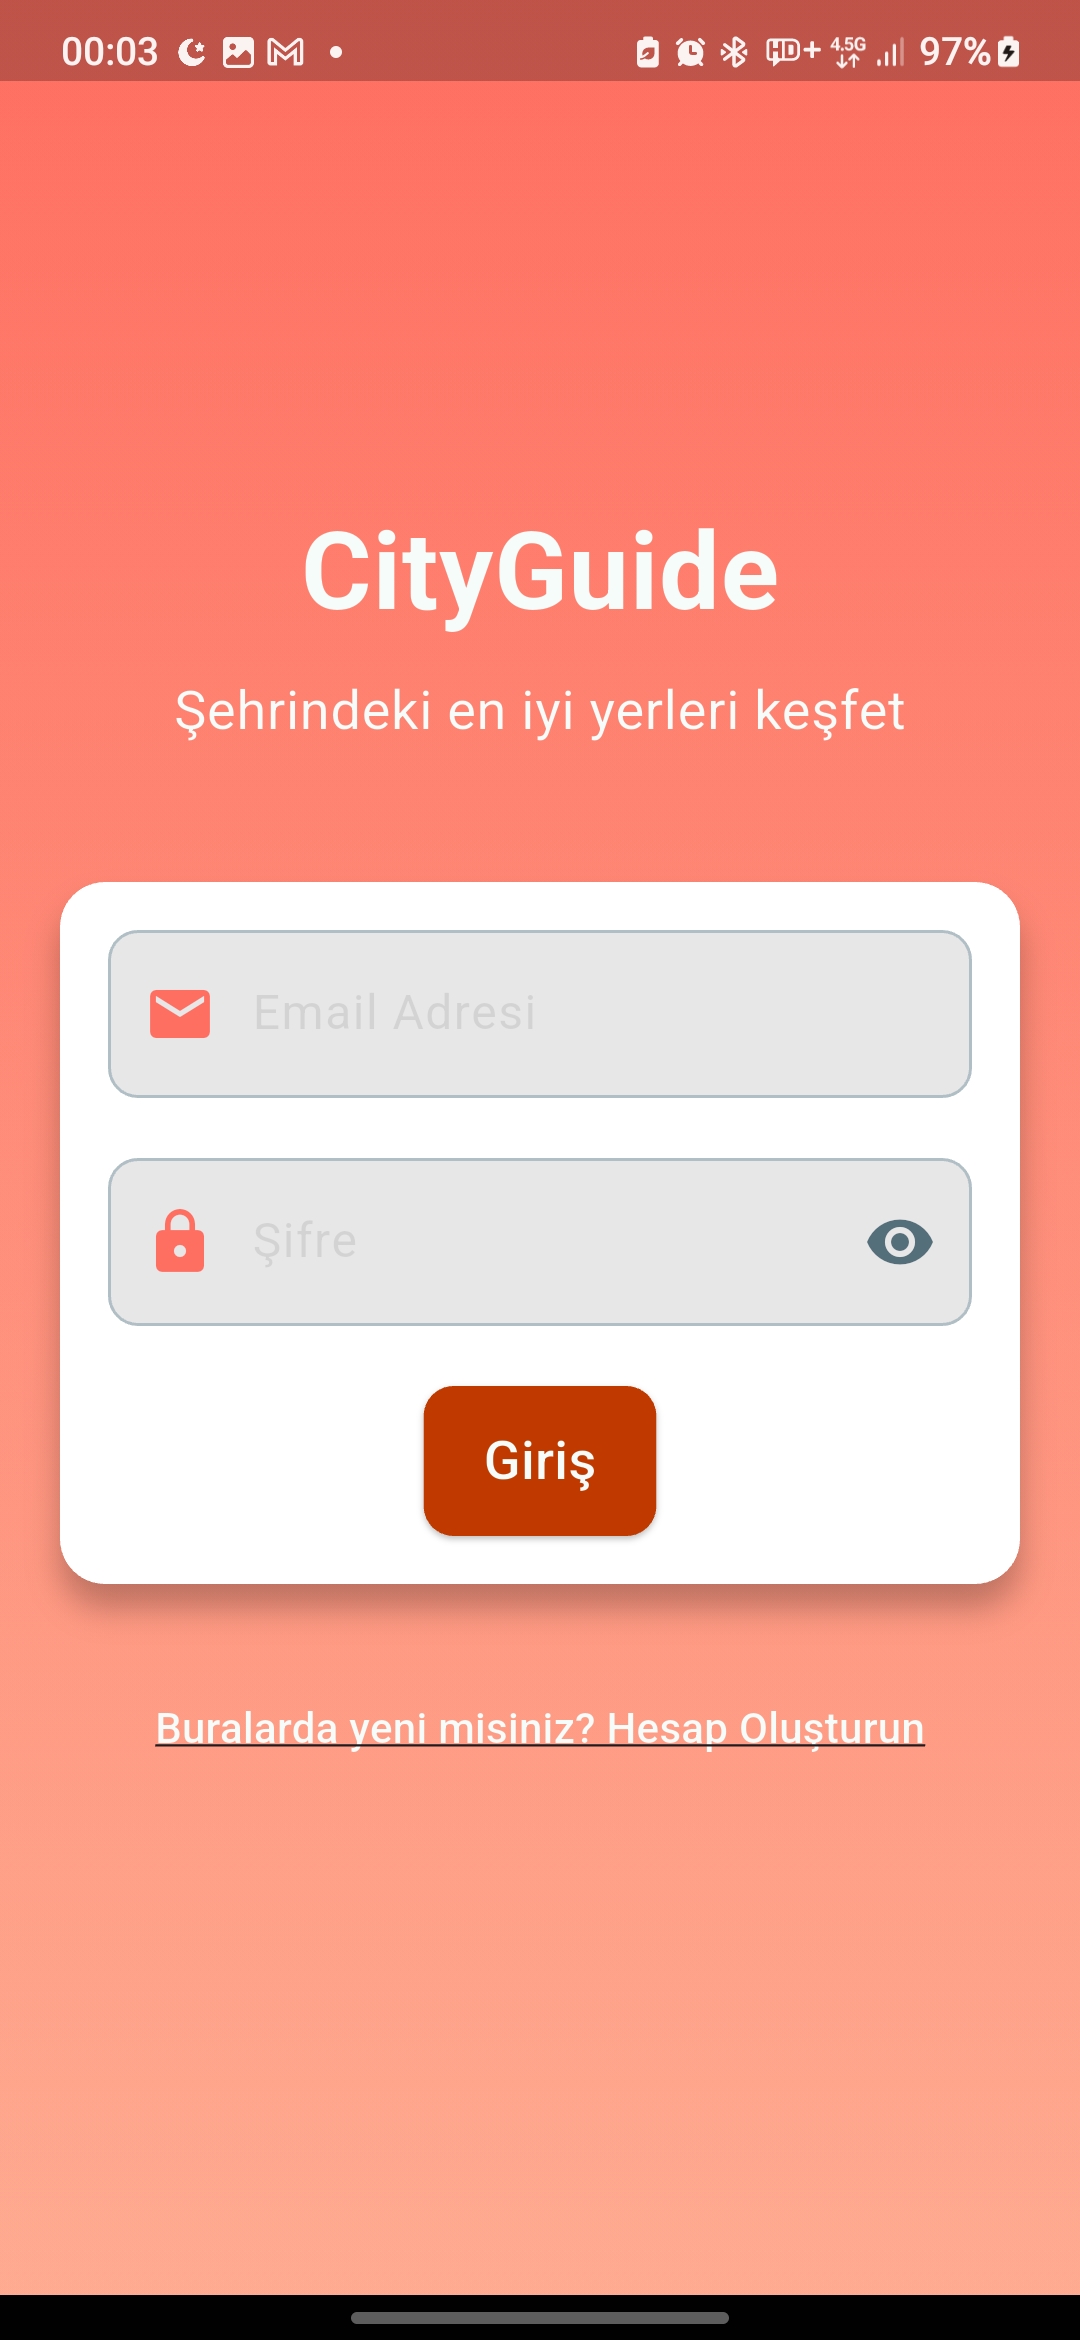 00:03 HD+ 4.5G 97%
CityGuide
Şehrindeki en iyi yerleri keşfet
Email Adresi
Şifre
Giriş
Buralarda yeni misiniz? Hesap Oluşturun